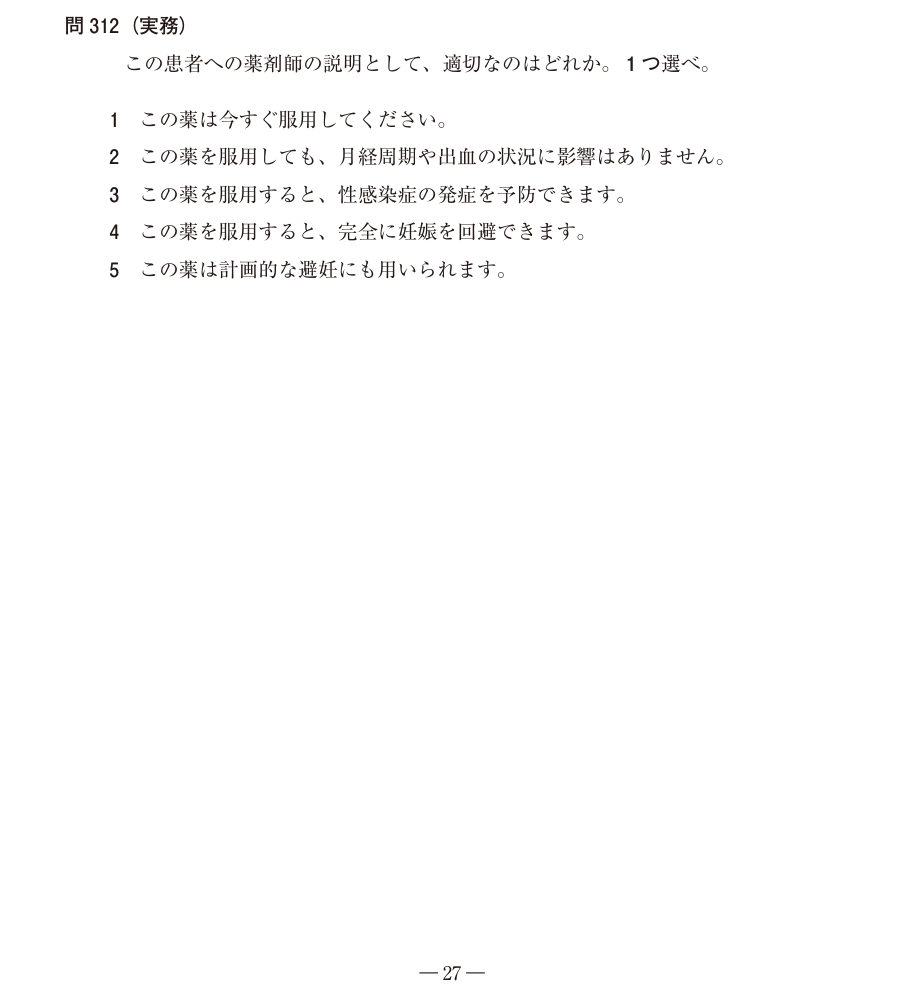 問 312（実務）
この患者への薬剤師の説明として、適切なのはどれか。1つ選べ。
1 この薬は今すぐ服用してください。
2 この薬を服用しても、月経周期や出血の状況に影響はありません。
3 この薬を服用すると、性感染症の発症を予防できます。
4 この薬を服用すると、完全に妊娠を回避できます。
5 この薬は計画的な避妊にも用いられます。
— 27 —